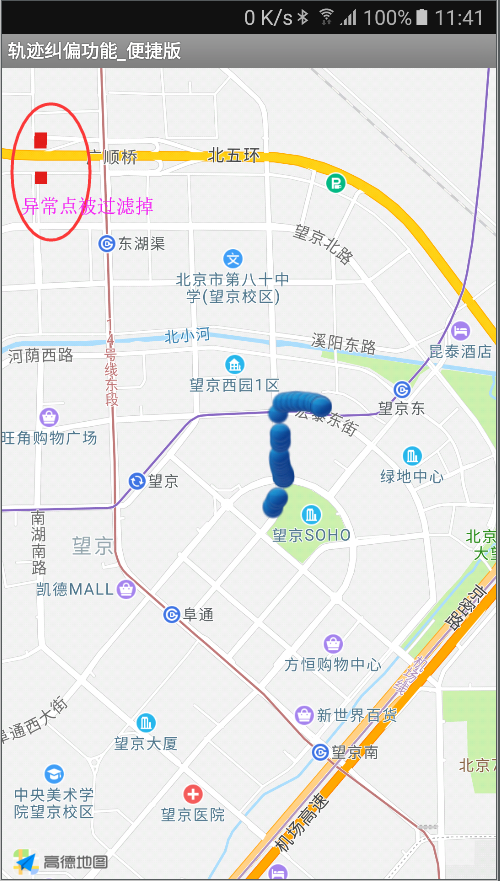 0 K/s 100% 11:41
轨迹纠偏功能_便捷版
广顺桥
北五环
异常点被过滤掉
望京北路
东湖渠
北京市第八十中
学(望京校区)
14号线东段
北小河
溪阳东路
河荫西路
昆泰酒店
望京西园1区
望京东
宏泰东街
旺角购物广场
绿地中心
望京
南湖南路
望京SOHO
望京
北京
大望
凯德MALL
京密路
阜通
方恒购物中心
机场线
新世界百货
阜通西大街
望京大厦
望京南
北京7
中央美术学
院望京校区
望京医院
机场高速
高德地图